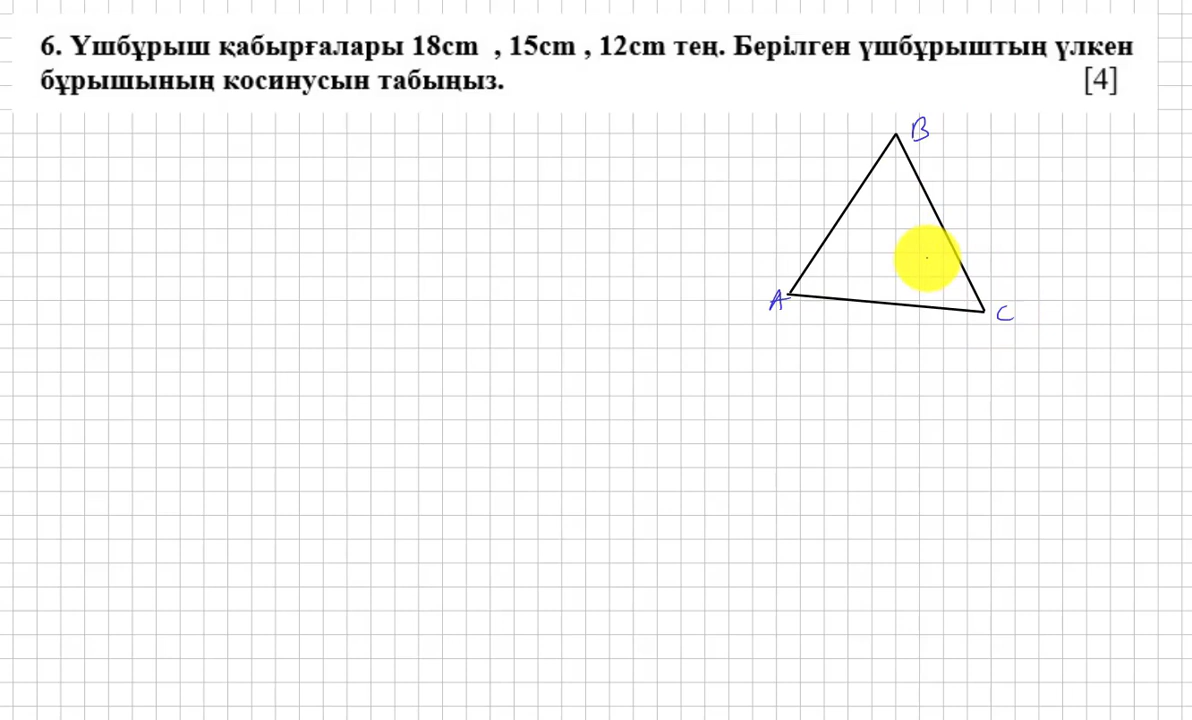 6. Үшбұрыш қабырғалары 18cm , 15cm , 12cm тең. Берілген үшбұрыштың үлкен
бұрышының косинусын табыңыз. [4]
B
A
C